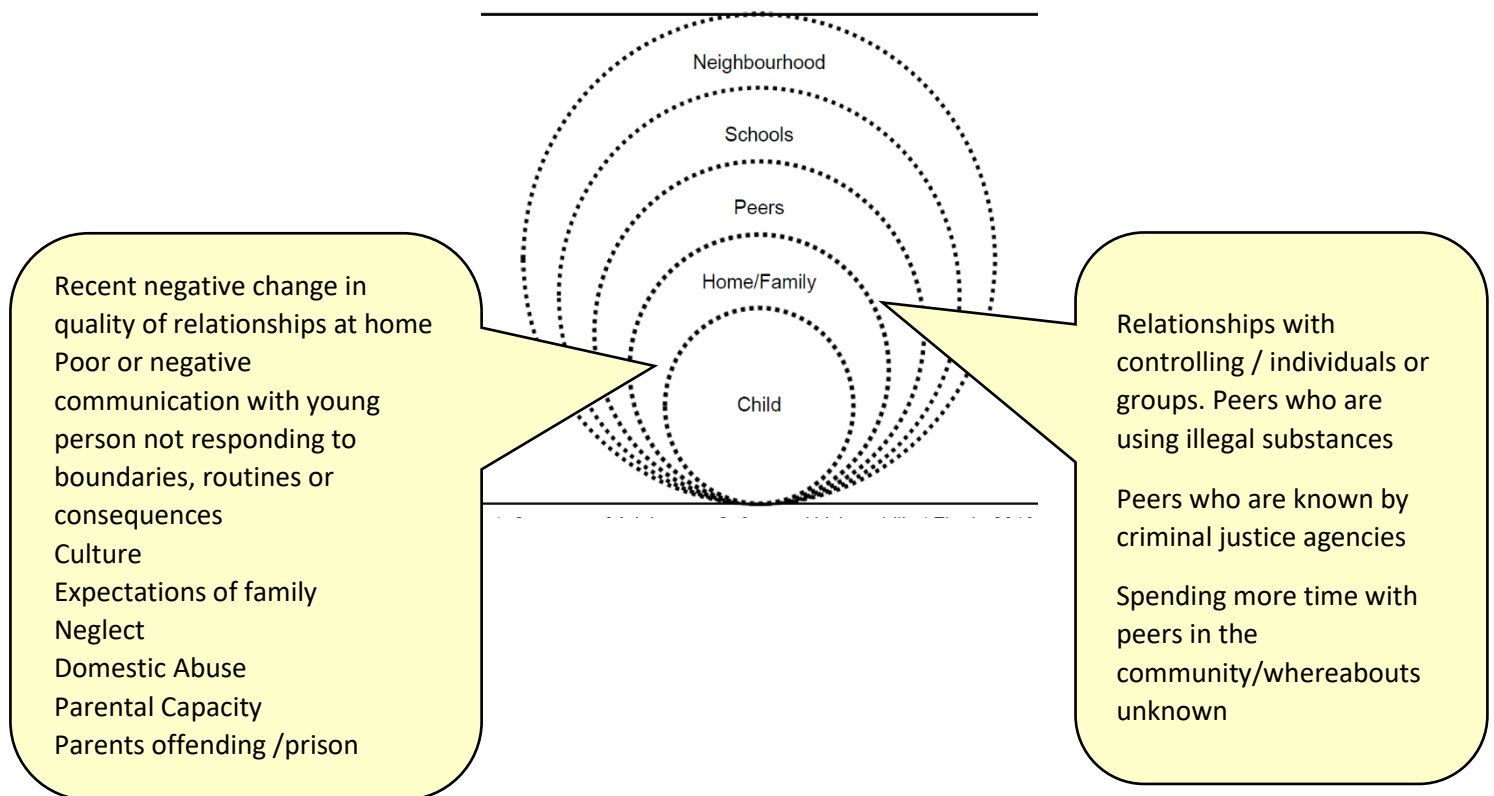 Neighbourhood
Schools
Peers
Home/Family
Child
Recent negative change in
quality of relationships at home
Poor or negative
communication with young
person not responding to
boundaries, routines or
consequences
Culture
Expectations of family
Neglect
Domestic Abuse
Parental Capacity
Parents offending /prison
Relationships with
controlling / individuals or
groups. Peers who are
using illegal substances
Peers who are known by
criminal justice agencies
Spending more time with
peers in the
community/whereabouts
unknown